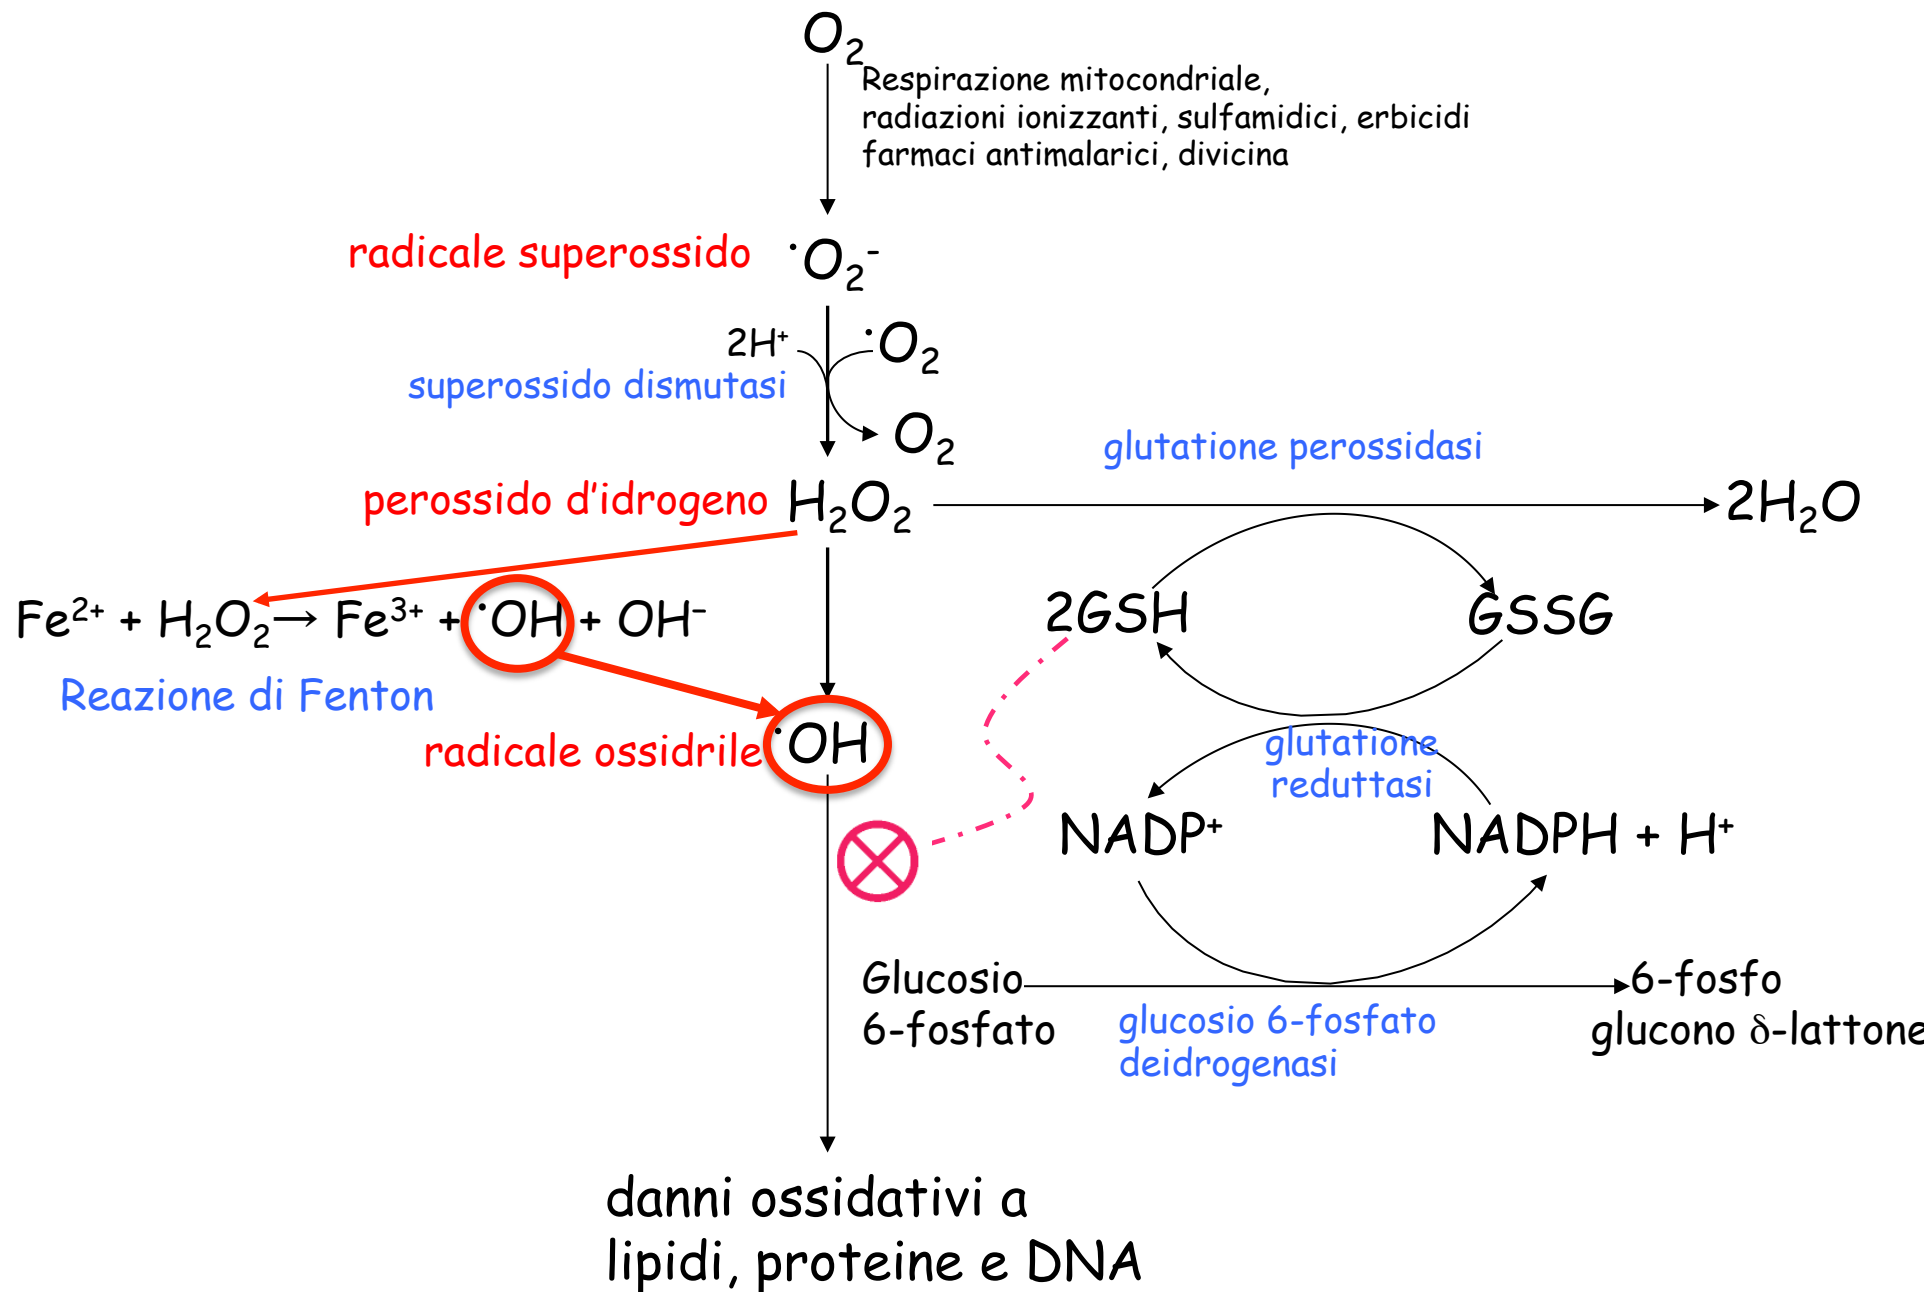 O₂
Respirazione mitocondriale,
radiazioni ionizzanti, sulfamidici, erbicidi
farmaci antimalarici, divicina
radicale superossido ·O₂⁻
2H⁺ ·O₂
superossido dismutasi
O₂
glutatione perossidasi
perossido d'idrogeno H₂O₂ 2H₂O
Fe²⁺ + H₂O₂→ Fe³⁺ + ·OH + OH⁻
2GSH GSSG
Reazione di Fenton
radicale ossidrile ·OH
glutatione
reduttasi
NADP⁺ NADPH + H⁺
Glucosio
6-fosfato
glucosio 6-fosfato
deidrogenasi
6-fosfo
glucono δ-lattone
danni ossidativi a
lipidi, proteine e DNA